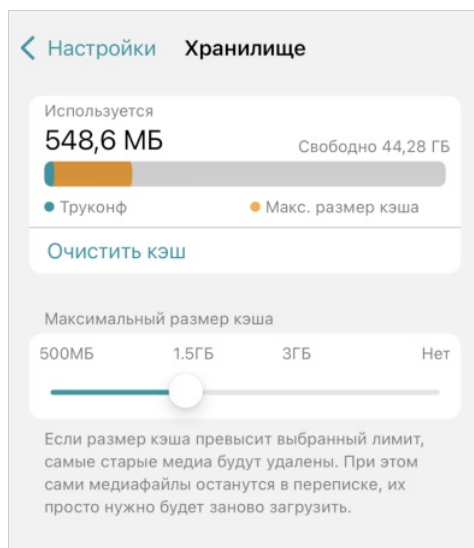 Настройки Хранилище
Используется
548,6 МБ Свободно 44,28 ГБ
Труконф Макс. размер кэша
Очистить кэш
Максимальный размер кэша
500МБ 1.5ГБ 3ГБ Нет
Если размер кэша превысит выбранный лимит,
самые старые медиа будут удалены. При этом
сами медиафайлы останутся в переписке, их
просто нужно будет заново загрузить.